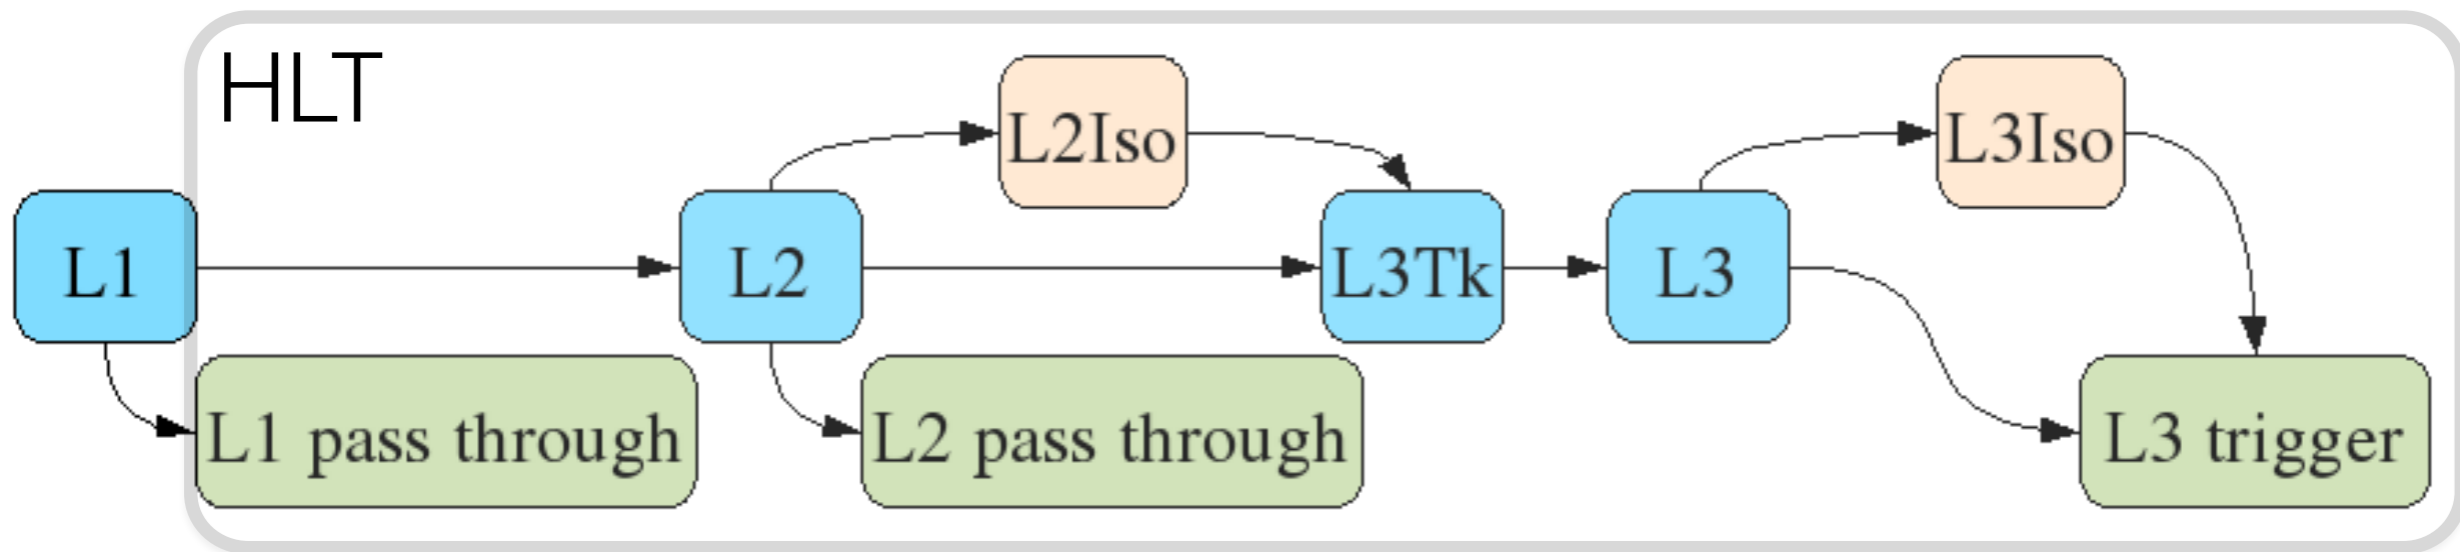 HLT
L2Iso
L3Iso
L1
L2
L3Tk
L3
L1 pass through
L2 pass through
L3 trigger